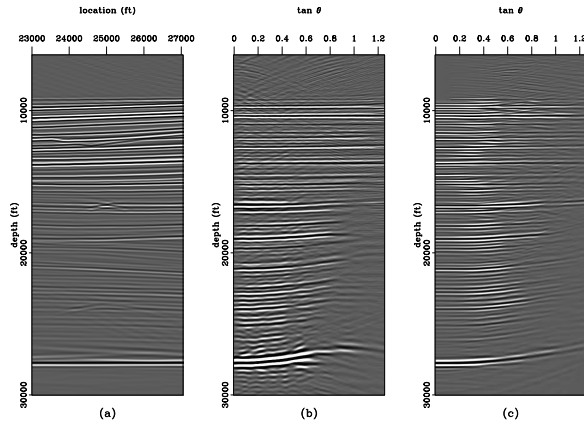 location (ft)
23000 24000 25000 26000 27000
depth (ft)
10000
20000
30000
(a)
tan θ
0 0.2 0.4 0.6 0.8 1 1.2
depth (ft)
10000
20000
30000
(b)
tan θ
0 0.2 0.4 0.6 0.8 1 1.2
depth (ft)
10000
20000
30000
(c)